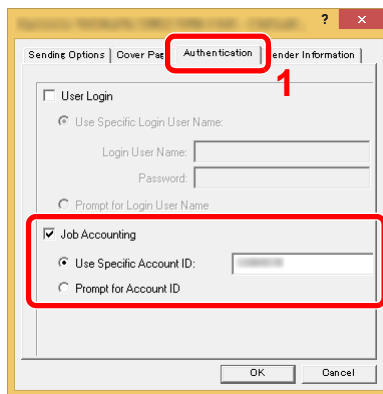 ? ×
Sending Options Cover Pag Authentication ender Information
1
User Login
Use Specific Login User Name:
Login User Name:
Password:
Prompt for Login User Name
Job Accounting
Use Specific Account ID:
Prompt for Account ID
OK Cancel